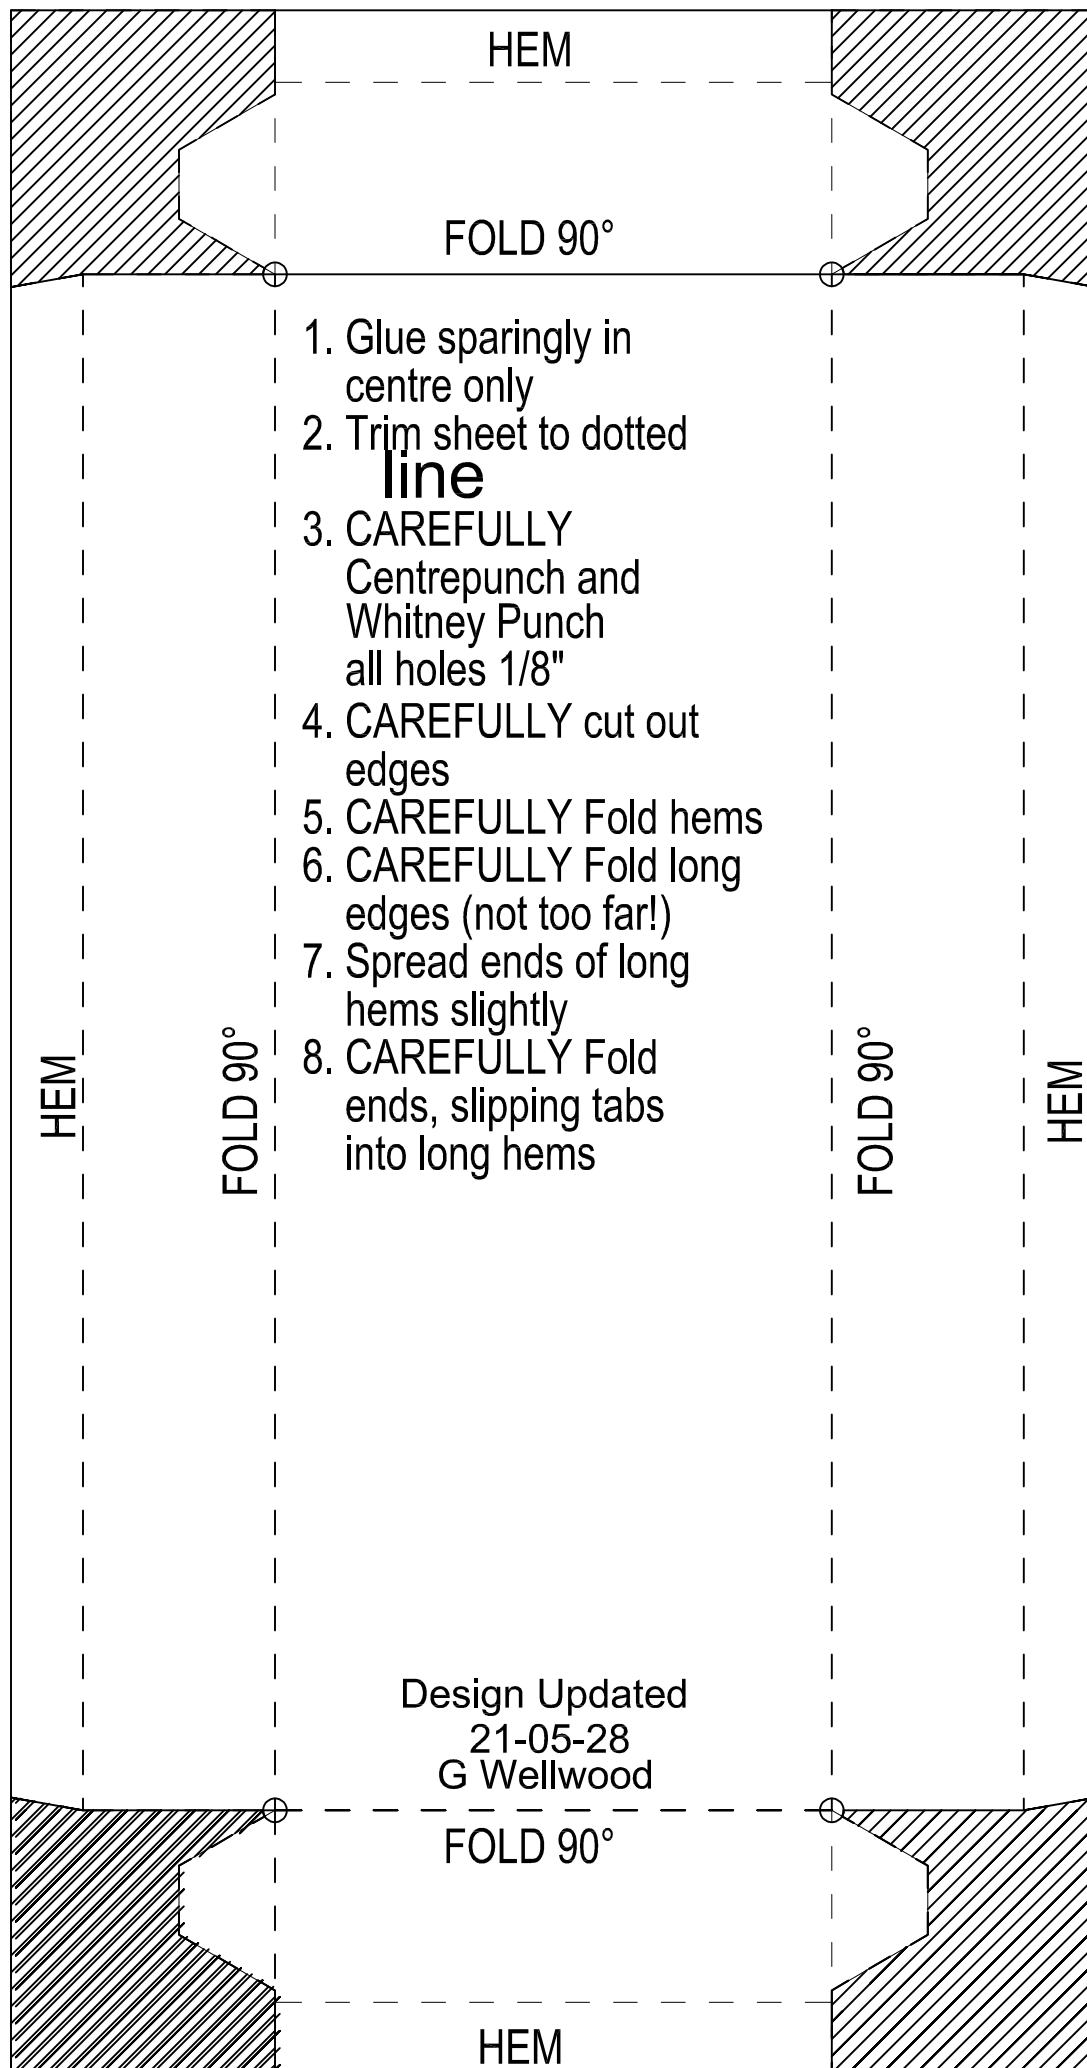 HEM
FOLD 90°
1. Glue sparingly in
centre only
2. Trim sheet to dotted
line
3. CAREFULLY
Centrepunch and
Whitney Punch
all holes 1/8"
4. CAREFULLY cut out
edges
5. CAREFULLY Fold hems
6. CAREFULLY Fold long
edges (not too far!)
7. Spread ends of long
hems slightly
8. CAREFULLY Fold
ends, slipping tabs
into long hems
HEM
FOLD 90°
FOLD 90°
HEM
Design Updated
21-05-28
G Wellwood
FOLD 90°
HEM